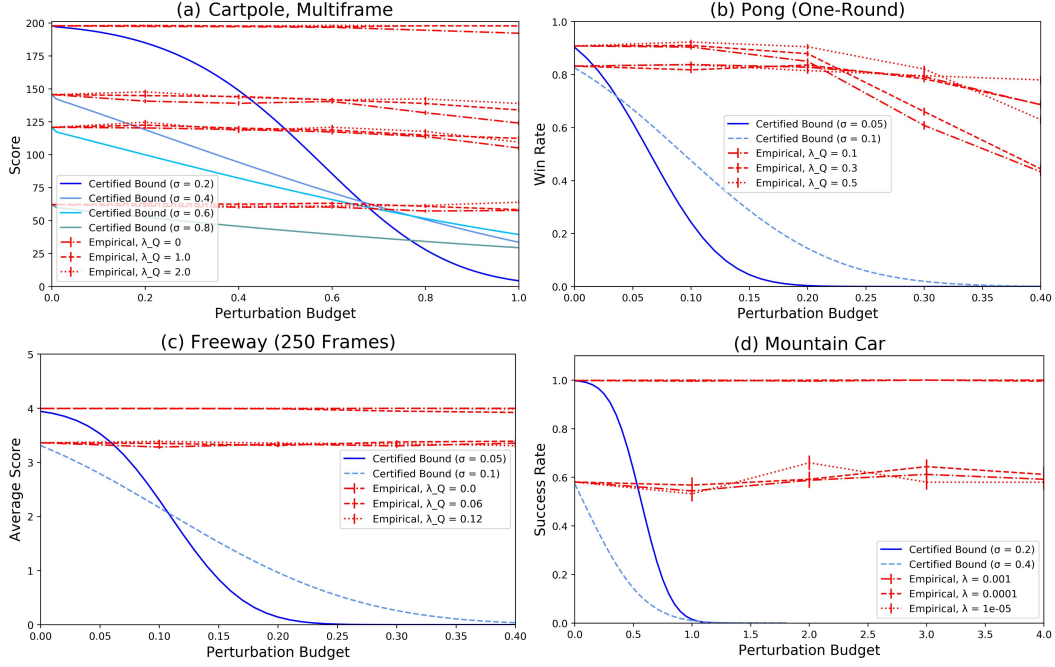 (a) Cartpole, Multiframe
Score
200
175
150
125
100
75
50
25
0
Certified Bound (σ = 0.2)
Certified Bound (σ = 0.4)
Certified Bound (σ = 0.6)
Certified Bound (σ = 0.8)
Empirical, λ_Q = 0
Empirical, λ_Q = 1.0
Empirical, λ_Q = 2.0
0.0 0.2 0.4 0.6 0.8 1.0
Perturbation Budget
(b) Pong (One-Round)
Win Rate
1.0
0.8
0.6
0.4
0.2
0.0
Certified Bound (σ = 0.05)
Certified Bound (σ = 0.1)
Empirical, λ_Q = 0.1
Empirical, λ_Q = 0.3
Empirical, λ_Q = 0.5
0.00 0.05 0.10 0.15 0.20 0.25 0.30 0.35 0.40
Perturbation Budget
(c) Freeway (250 Frames)
Average Score
5
4
3
2
1
0
Certified Bound (σ = 0.05)
Certified Bound (σ = 0.1)
Empirical, λ_Q = 0.0
Empirical, λ_Q = 0.06
Empirical, λ_Q = 0.12
0.00 0.05 0.10 0.15 0.20 0.25 0.30 0.35 0.40
Perturbation Budget
(d) Mountain Car
Success Rate
1.0
0.8
0.6
0.4
0.2
0.0
Certified Bound (σ = 0.2)
Certified Bound (σ = 0.4)
Empirical, λ = 0.001
Empirical, λ = 0.0001
Empirical, λ = 1e-05
0.0 0.5 1.0 1.5 2.0 2.5 3.0 3.5 4.0
Perturbation Budget